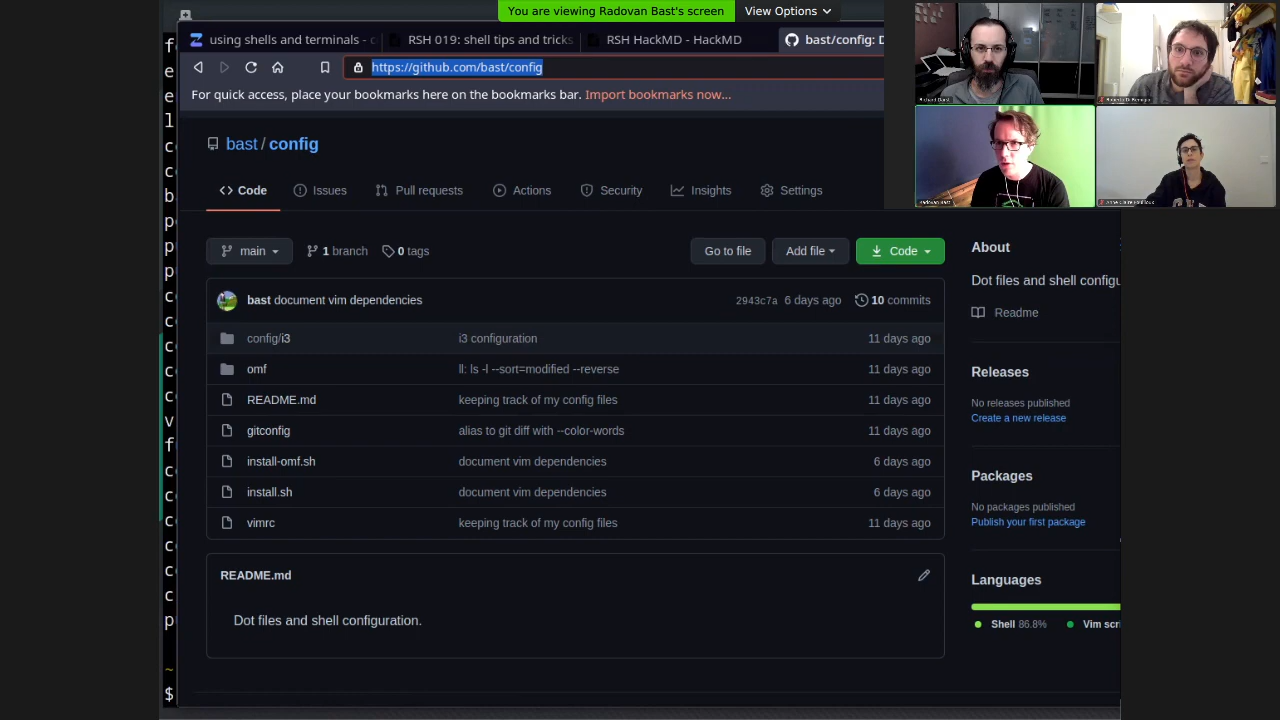 You are viewing Radovan Bast's screen
View Options
using shells and terminals - c
RSH 019: shell tips and tricks
RSH HackMD - HackMD
bast/config: D
https://github.com/bast/config
For quick access, place your bookmarks here on the bookmarks bar. Import bookmarks now...
Richard Darst
Radovan Bast
bast / config
Code
Issues
Pull requests
Actions
Security
Insights
Settings
main
1 branch
0 tags
Go to file
Add file
Code
bast document vim dependencies
2943c7a 6 days ago
10 commits
config/i3 i3 configuration 11 days ago
omf ll: ls -l --sort=modified --reverse 11 days ago
README.md keeping track of my config files 11 days ago
gitconfig alias to git diff with --color-words 11 days ago
install-omf.sh document vim dependencies 6 days ago
install.sh document vim dependencies 6 days ago
vimrc keeping track of my config files 11 days ago
README.md
Dot files and shell configuration.
About
Dot files and shell configu
Readme
Releases
No releases published
Create a new release
Packages
No packages published
Publish your first package
Languages
Shell 86.8%
Vim scri
~
$